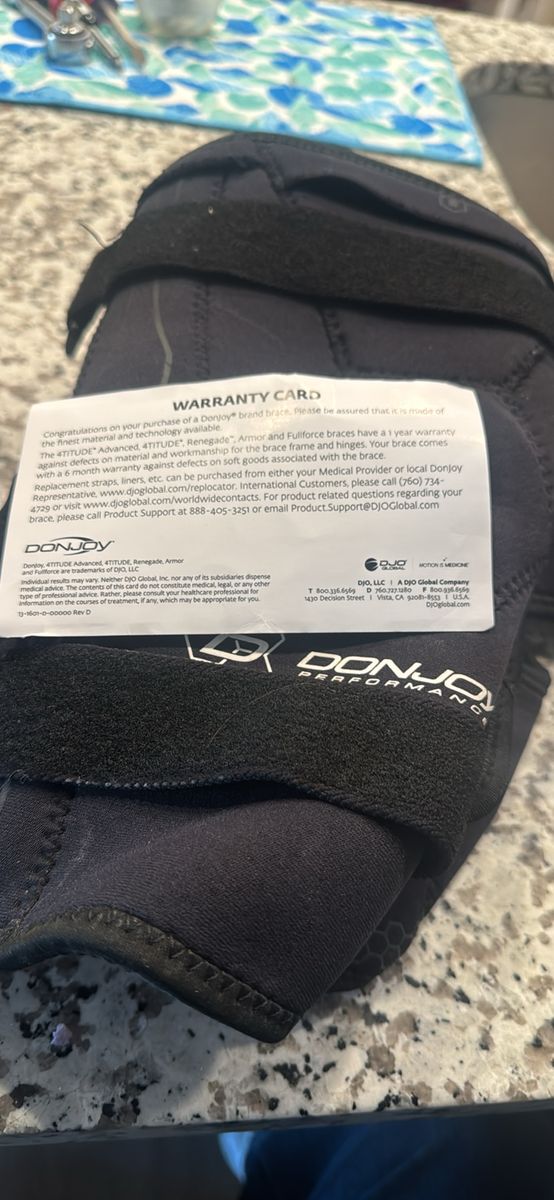 WARRANTY CARD
Congratulations on your purchase of a DonJoy® brand brace. Please be assured that it is made of
the finest material and technology available.
The 4TITUDE™ Advanced, 4TITUDE™, Renegade™, Armor and Fullforce braces have a 1 year warranty
against defects on material and workmanship for the brace frame and hinges. Your brace comes
with a 6 month warranty against defects on soft goods associated with the brace.
Replacement straps, liners, etc. can be purchased from either your Medical Provider or local DonJoy
Representative, www.djoglobal.com/replocator. International Customers, please call (760) 734-
4729 or visit www.djoglobal.com/worldwidecontacts. For product related questions regarding your
brace, please call Product Support at 888-405-3251 or email Product.Support@DJOGlobal.com
DONJOY
DonJoy, 4TITUDE Advanced, 4TITUDE, Renegade, Armor
and Fullforce are trademarks of DJO, LLC
Individual results may vary. Neither DJO Global, Inc. nor any of its subsidiaries dispense
medical advice. The contents of this card do not constitute medical, legal, or any other
type of professional advice. Rather, please consult your healthcare professional for
information on the courses of treatment, if any, which may be appropriate for you.
13-1601-0-00000 Rev D
DJO GLOBAL
MOTION IS MEDICINE
DJO, LLC | A DJO Global Company
T 800.336.6569 D 760.727.1280 F 800.936.6569
1430 Decision Street | Vista, CA 92081-8553 | U.S.A.
DJOglobal.com
DONJOY
PERFORMANCE